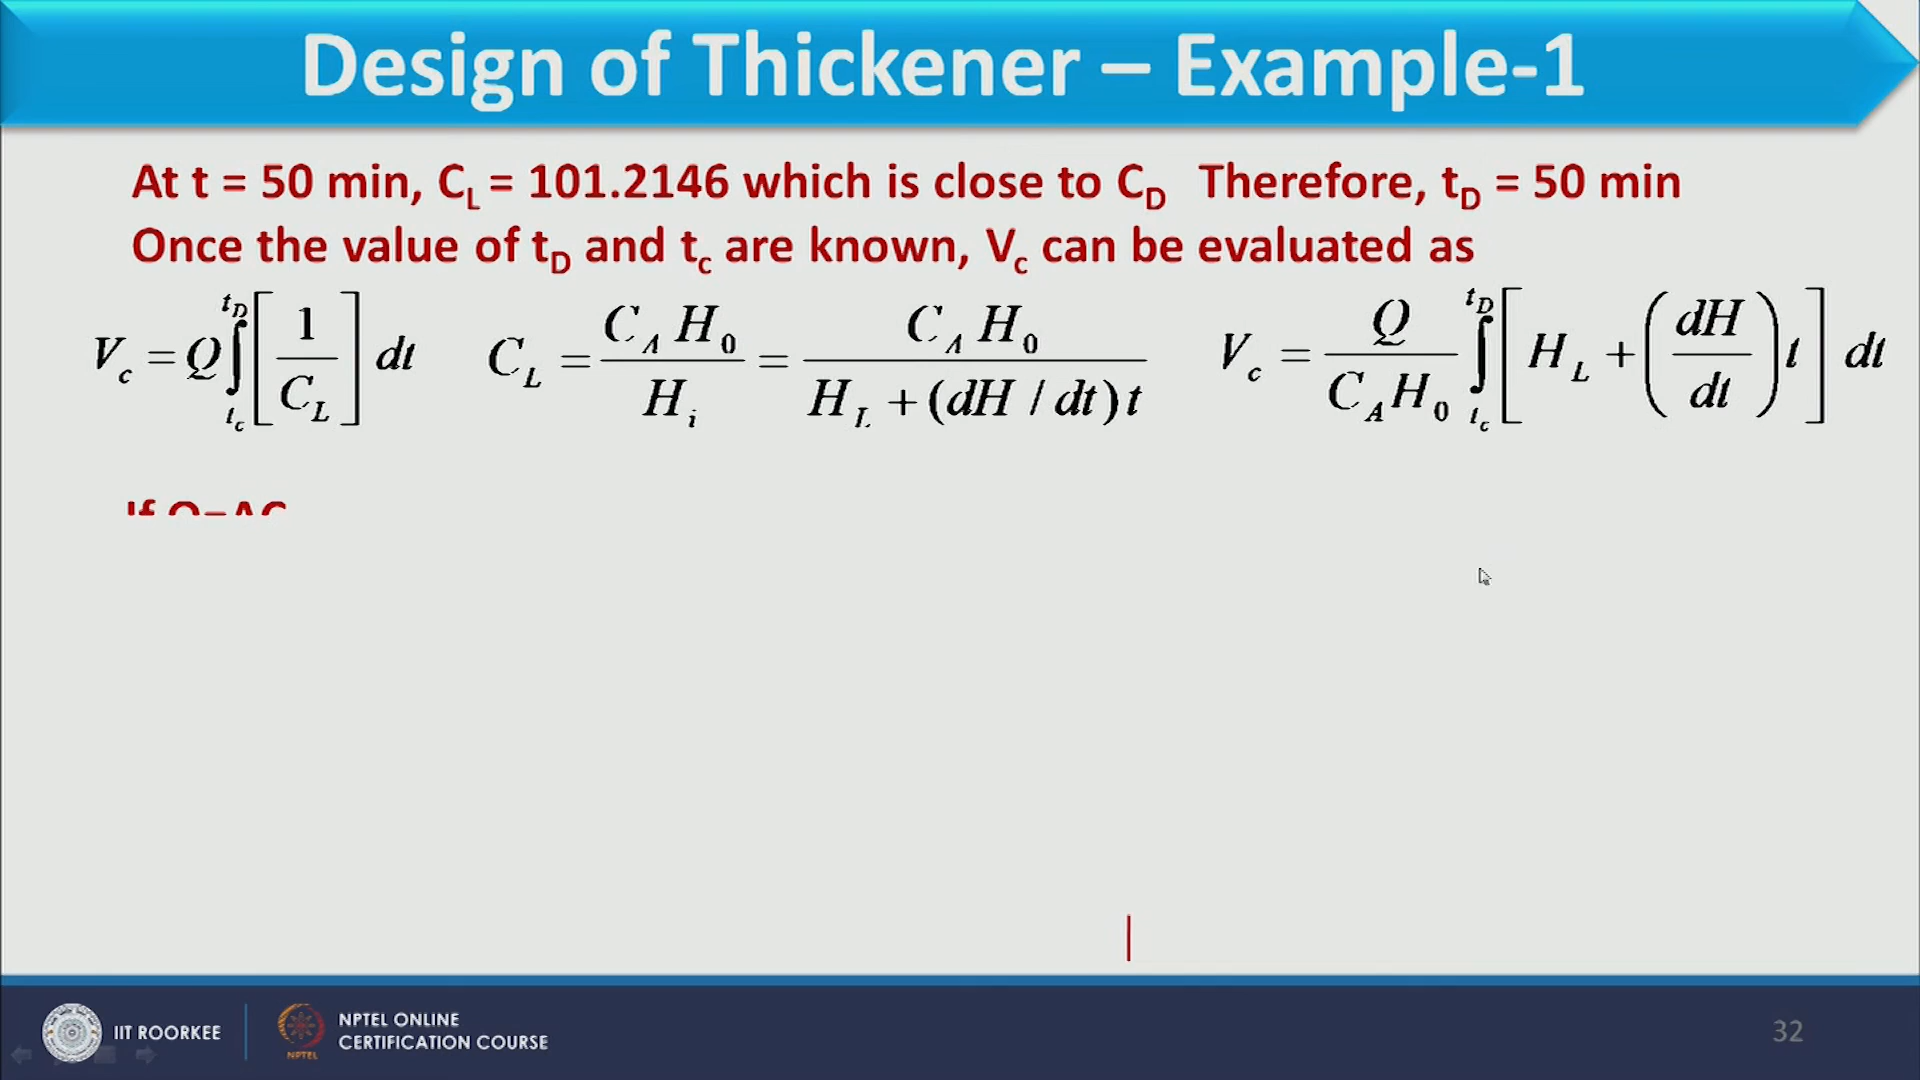 Design of Thickener – Example-1
At t = 50 min, C_L = 101.2146 which is close to C_D Therefore, t_D = 50 min
Once the value of t_D and t_c are known, V_c can be evaluated as
V_c = Q ∫_{t_c}^{t_D} [1 / C_L] dt C_L = C_A H_0 / H_i = C_A H_0 / (H_L + (dH / dt) t) V_c = Q / (C_A H_0) ∫_{t_c}^{t_D} [H_L + (dH / dt) t] dt
IIT ROORKEE
NPTEL
NPTEL ONLINE
CERTIFICATION COURSE
32